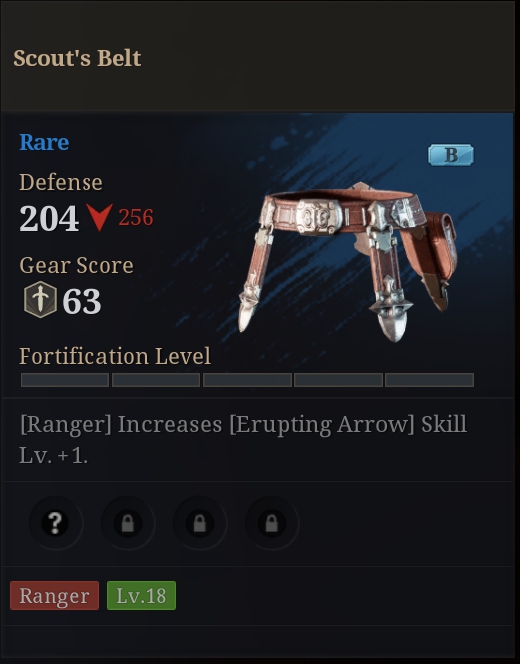 Scout's Belt
Rare
B
Defense
204 256
Gear Score
63
Fortification Level
[Ranger] Increases [Erupting Arrow] Skill
Lv. +1.
?
Ranger Lv.18